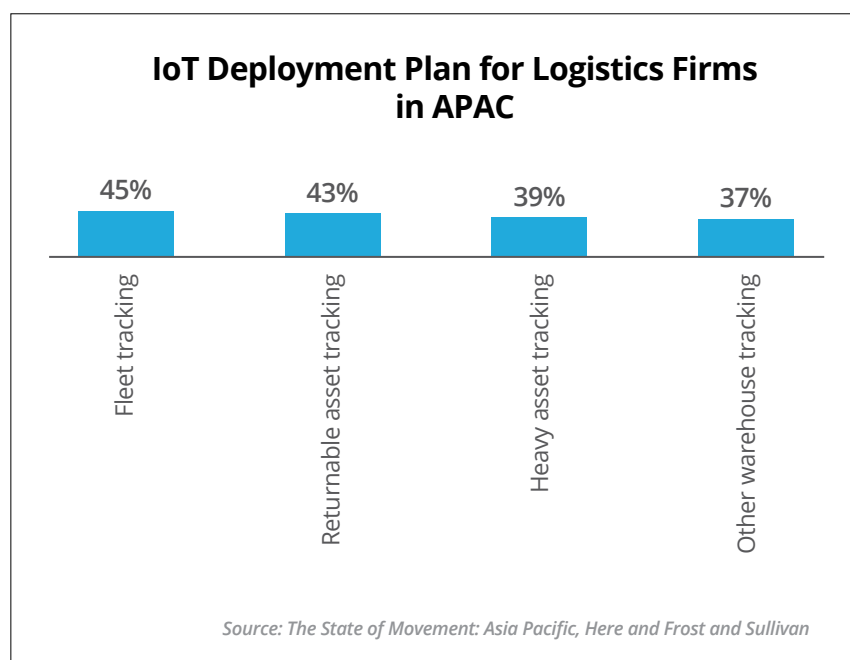 IoT Deployment Plan for Logistics Firms
in APAC
45%
43%
39%
37%
Fleet tracking
Returnable asset tracking
Heavy asset tracking
Other warehouse tracking
Source: The State of Movement: Asia Pacific, Here and Frost and Sullivan